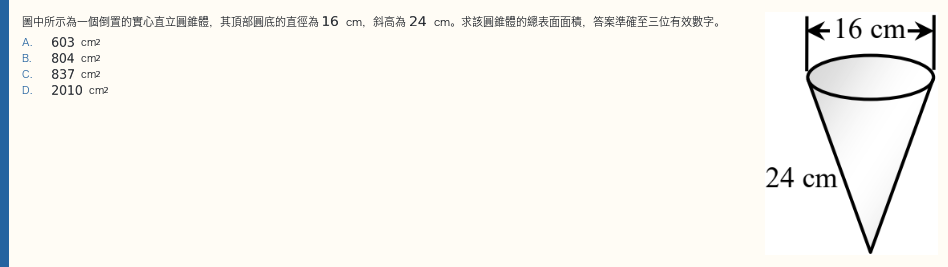 圖中所示為一個倒置的實心直立圓錐體，其頂部圓底的直徑為 16 cm，斜高為 24 cm。求該圓錐體的總表面面積，答案準確至三位有效數字。
A. 603 cm²
B. 804 cm²
C. 837 cm²
D. 2010 cm²
16 cm
24 cm